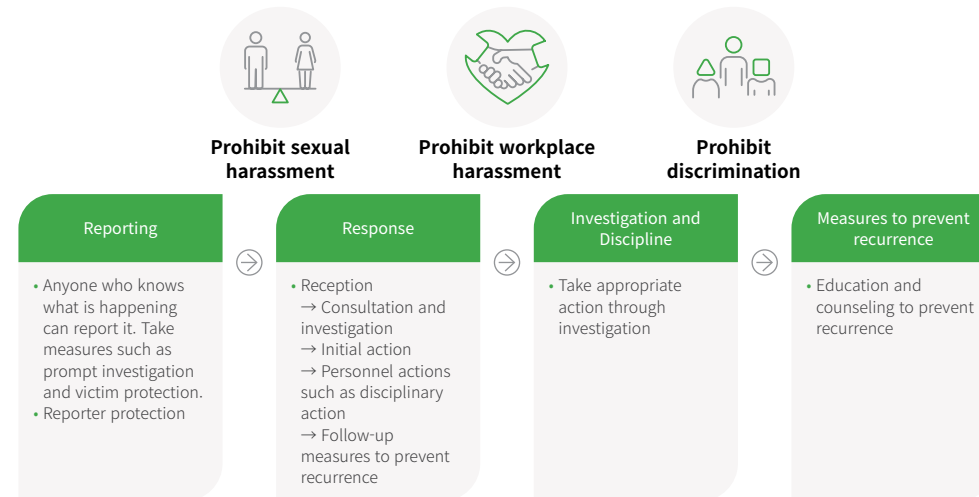 Prohibit sexual
harassment
Prohibit workplace
harassment
Prohibit
discrimination
Reporting
• Anyone who knows
what is happening
can report it. Take
measures such as
prompt investigation
and victim protection.
• Reporter protection
Response
• Reception
→ Consultation and
investigation
→ Initial action
→ Personnel actions
such as disciplinary
action
→ Follow-up
measures to prevent
recurrence
Investigation and
Discipline
• Take appropriate
action through
investigation
Measures to prevent
recurrence
• Education and
counseling to prevent
recurrence